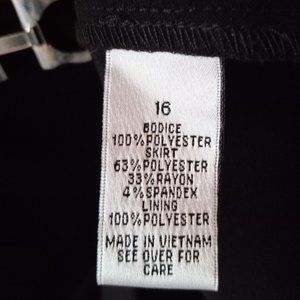 16
BODICE
100% POLYESTER
SKIRT
63% POLYESTER
33% RAYON
4% SPANDEX
LINING
100% POLYESTER
MADE IN VIETNAM
SEE OVER FOR
CARE